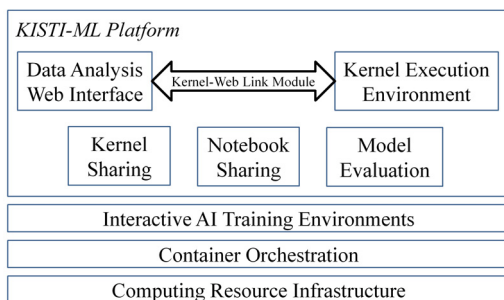 KISTI-ML Platform
Data Analysis
Web Interface
Kernel-Web Link Module
Kernel Execution
Environment
Kernel
Sharing
Notebook
Sharing
Model
Evaluation
Interactive AI Training Environments
Container Orchestration
Computing Resource Infrastructure